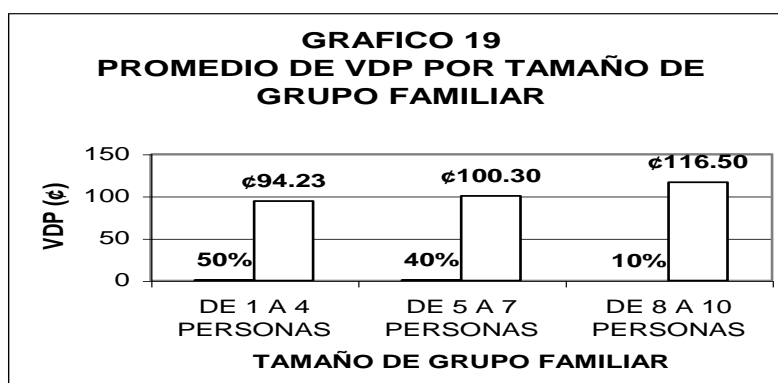 GRAFICO 19
PROMEDIO DE VDP POR TAMAÑO DE
GRUPO FAMILIAR
VDP (¢)
150
100
50
0
¢94.23
¢100.30
¢116.50
50%
40%
10%
DE 1 A 4
PERSONAS
DE 5 A 7
PERSONAS
DE 8 A 10
PERSONAS
TAMAÑO DE GRUPO FAMILIAR